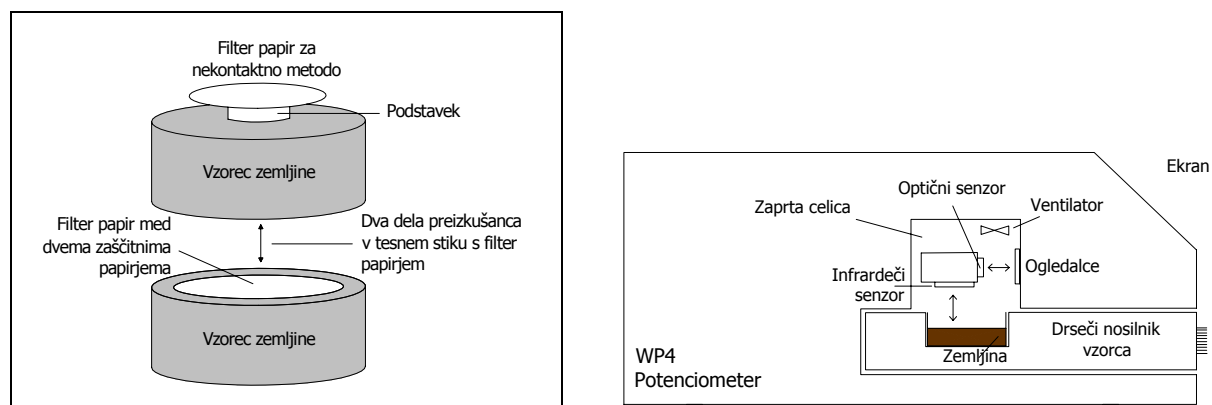 Filter papir za
nekontaktno metodo
Podstavek
Vzorec zemljine
Filter papir med
dvema zaščitnima
papirjema
Dva dela preizkušanca
v tesnem stiku s filter
papirjem
Vzorec zemljine
Ekran
Optični senzor
Zaprta celica
Ventilator
Infrardeči
senzor
Ogledalce
Zemljina
Drseči nosilnik
vzorca
WP4
Potenciometer